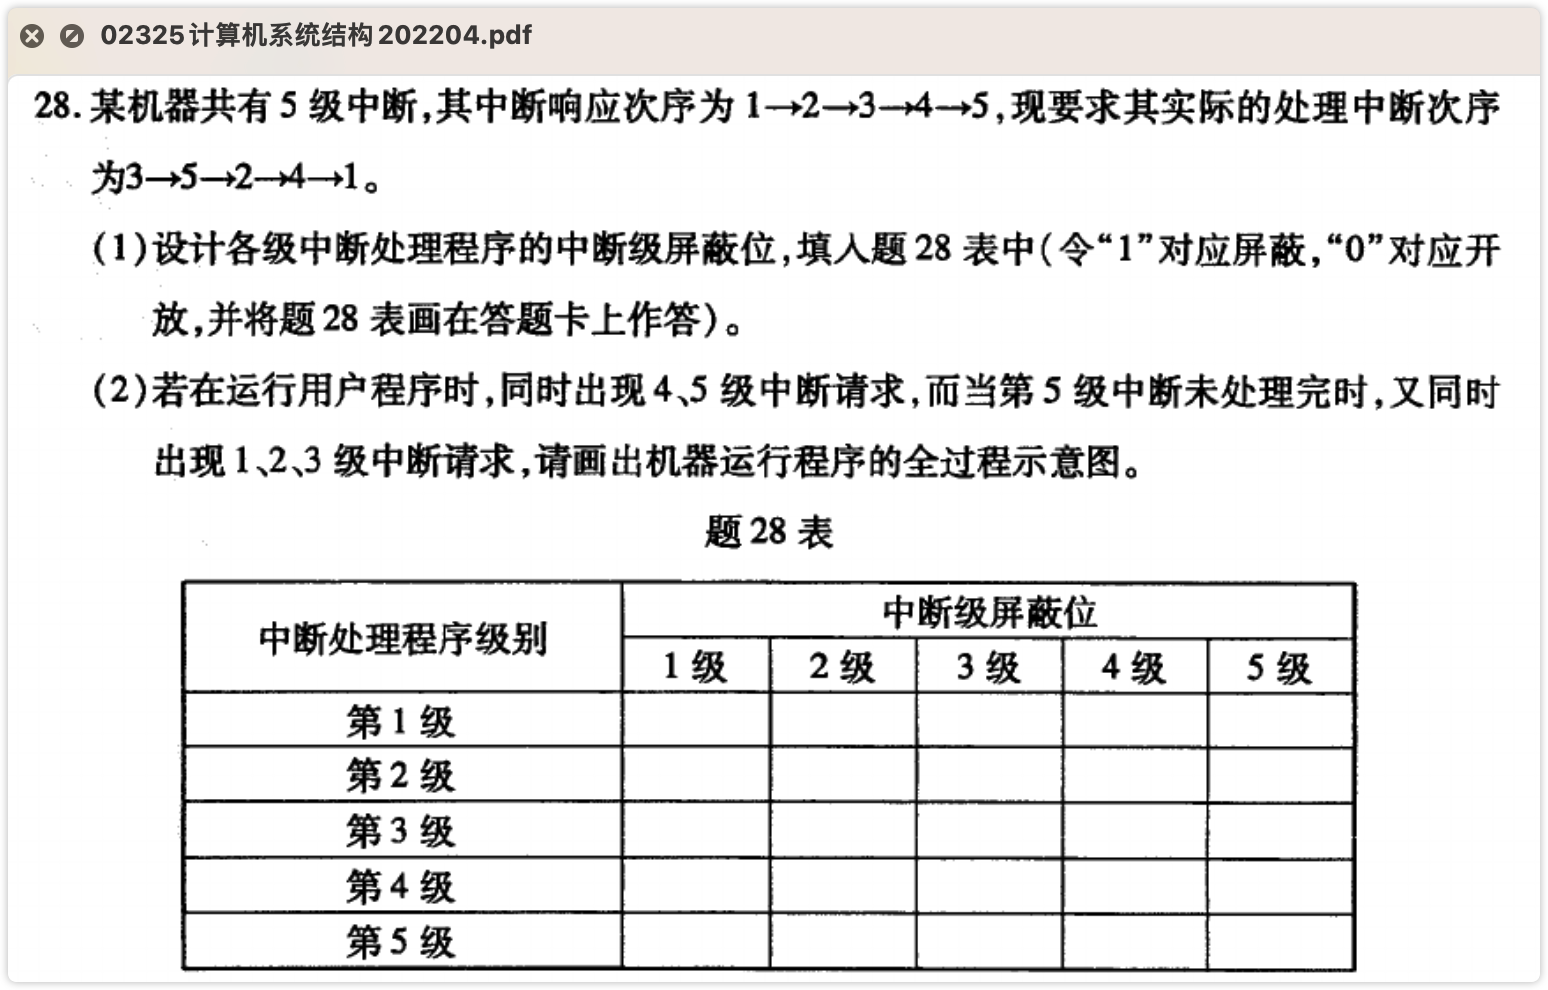 02325计算机系统结构202204.pdf
28. 某机器共有5级中断,其中断响应次序为1→2→3→4→5,现要求其实际的处理中断次序
为3→5→2→4→1。
(1)设计各级中断处理程序的中断级屏蔽位,填入题28表中(令“1”对应屏蔽,“0”对应开
放,并将题28表画在答题卡上作答)。
(2)若在运行用户程序时,同时出现4、5级中断请求,而当第5级中断未处理完时,又同时
出现1、2、3级中断请求,请画出机器运行程序的全过程示意图。
题28表
中断处理程序级别
中断级屏蔽位
1级 2级 3级 4级 5级
第1级
第2级
第3级
第4级
第5级